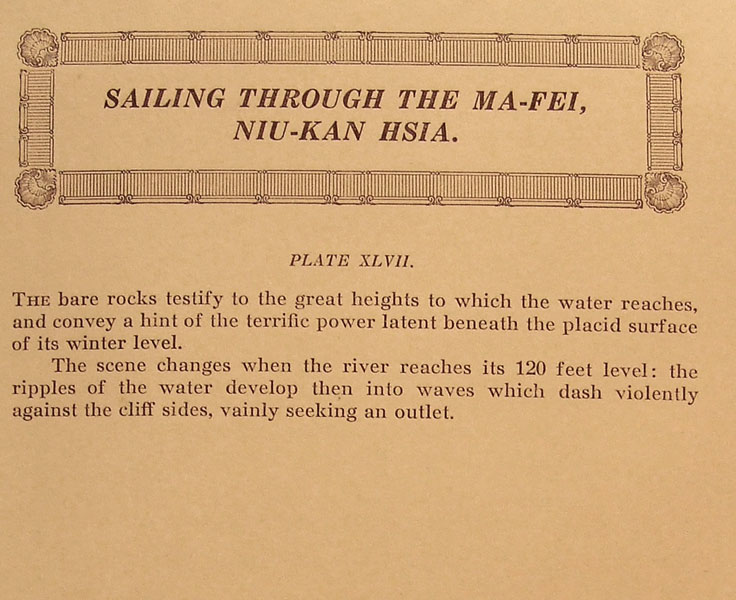 SAILING THROUGH THE MA-FEI,
NIU-KAN HSIA.
PLATE XLVII.
THE bare rocks testify to the great heights to which the water reaches,
and convey a hint of the terrific power latent beneath the placid surface
of its winter level.
The scene changes when the river reaches its 120 feet level: the
ripples of the water develop then into waves which dash violently
against the cliff sides, vainly seeking an outlet.